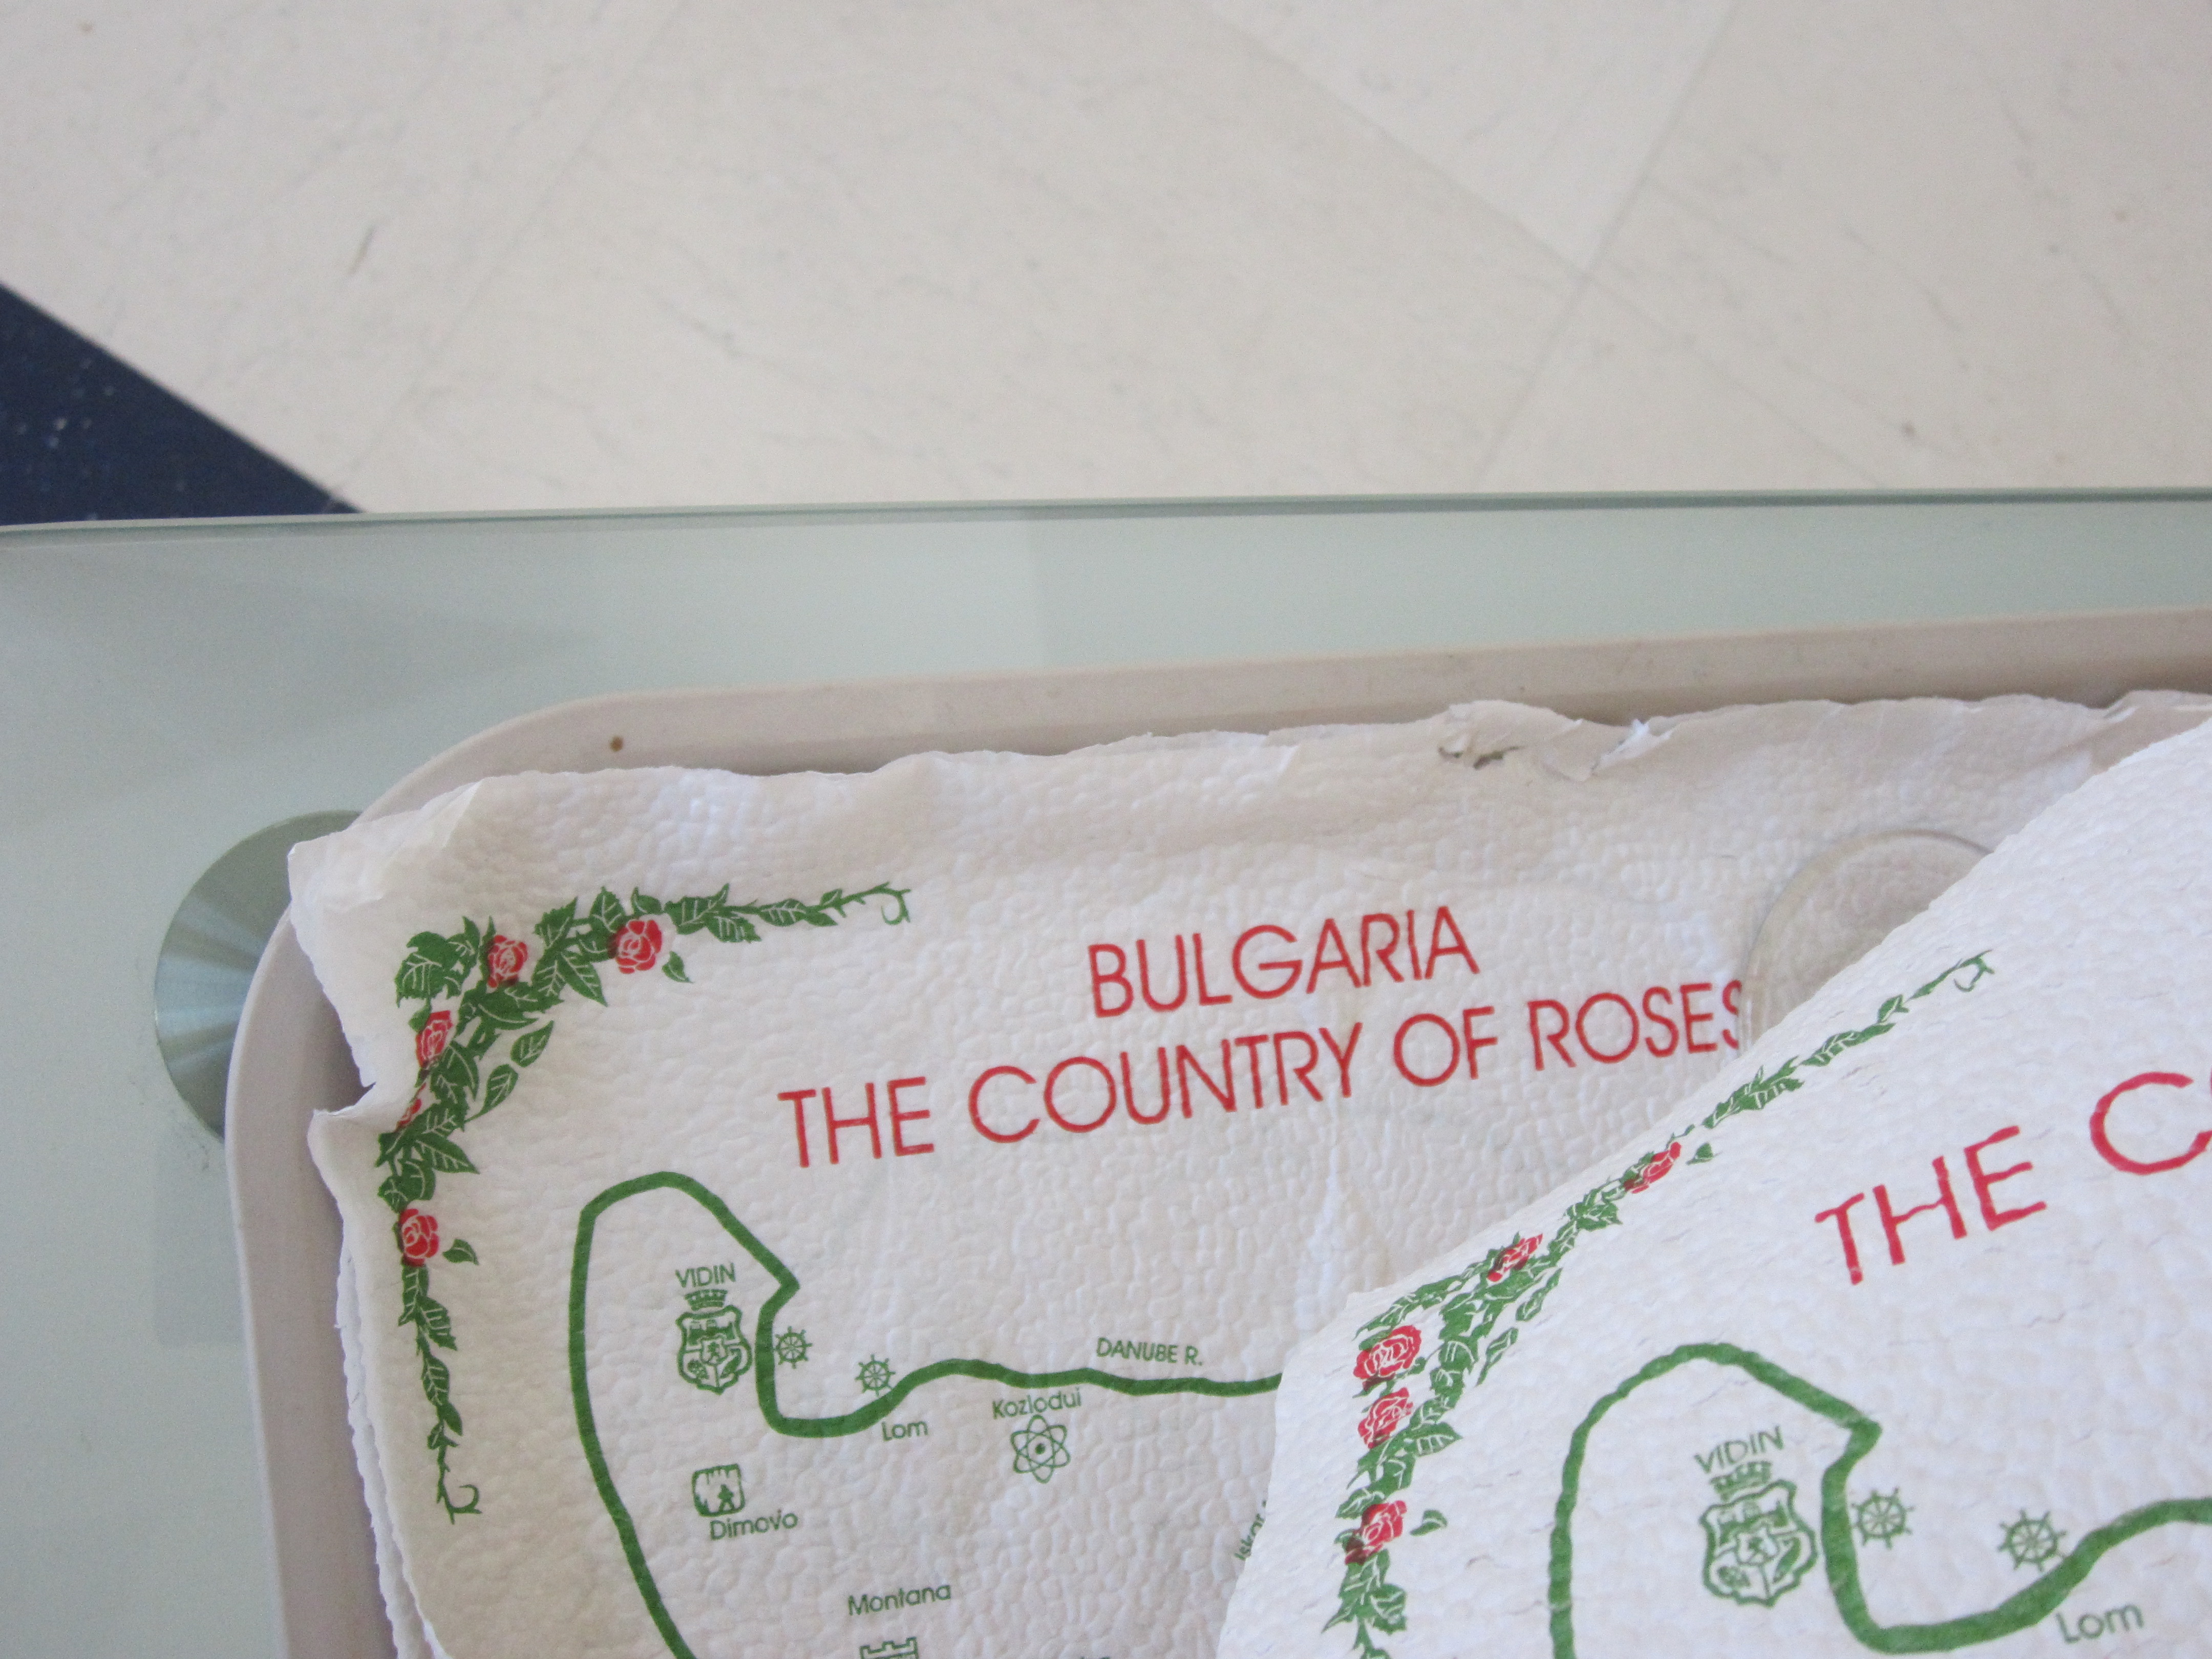 BULGARIA
THE COUNTRY OF ROSES
VIDIN
DANUBE R.
Kozlodui
Lom
Dimovo
Montana
THE C
VIDIN
Lom